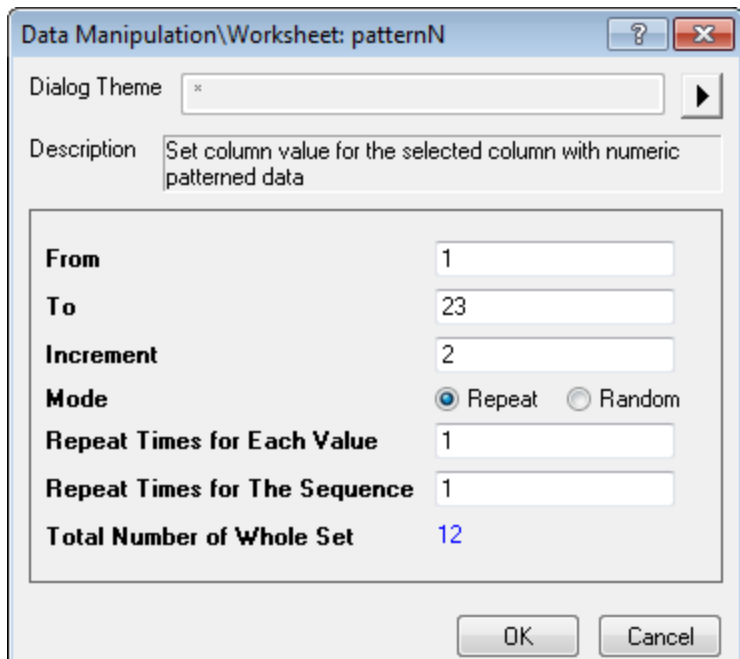 Data Manipulation\Worksheet: patternN
?
Dialog Theme *
Description Set column value for the selected column with numeric
patterned data
From 1
To 23
Increment 2
Mode Repeat Random
Repeat Times for Each Value 1
Repeat Times for The Sequence 1
Total Number of Whole Set 12
OK Cancel